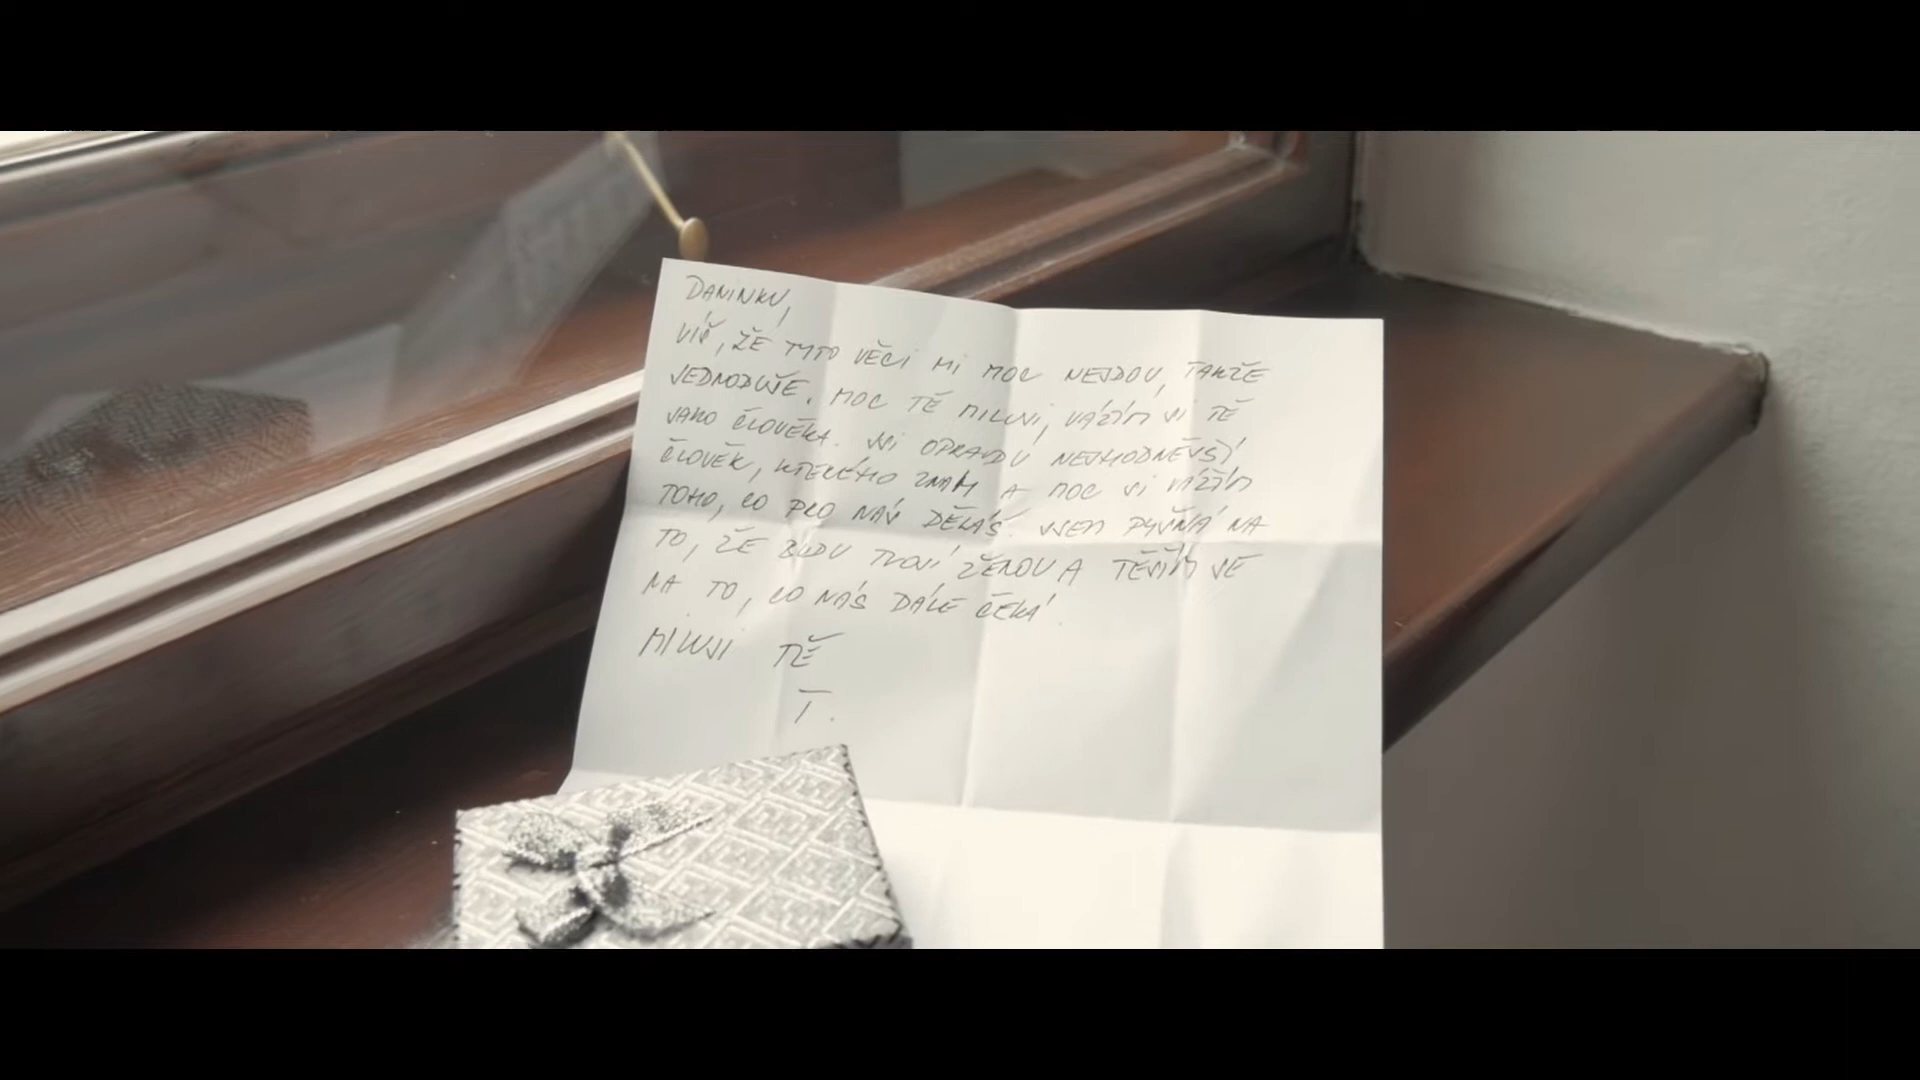 DANINKU,
VÍŠ, ŽE TYTO VĚCI MI MOC NEJDOU, TAKŽE
JEDNODUŠE. MOC TĚ MILUJI, VÁŽÍM SI TĚ
JAKO ČLOVĚKA. JSI OPRAVDU NEJHODNĚJŠÍ
ČLOVĚK, KTERÉHO ZNÁM A MOC SI VÁŽÍM
TOHO, CO PRO NÁS DĚLÁŠ. JSEM PYŠNÁ NA
TO, ŽE BUDU TVOJÍ ŽENOU A TĚŠÍM SE
NA TO, CO NÁS DÁLE ČEKÁ.
MILUJI TĚ
T.